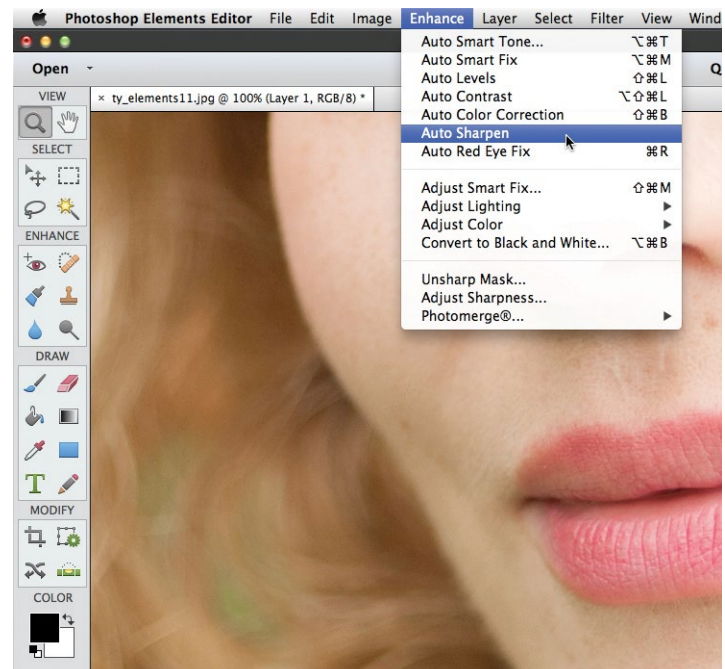 Photoshop Elements Editor File Edit Image Enhance Layer Select Filter View Wind
Open Q
× ty_elements11.jpg @ 100% (Layer 1, RGB/8) *
Auto Smart Tone... ⌥⌘T
Auto Smart Fix ⌥⌘M
Auto Levels ⇧⌘L
Auto Contrast ⌥⇧⌘L
Auto Color Correction ⇧⌘B
Auto Sharpen
Auto Red Eye Fix ⌘R
Adjust Smart Fix... ⇧⌘M
Adjust Lighting ▶
Adjust Color ▶
Convert to Black and White... ⌥⌘B
Unsharp Mask...
Adjust Sharpness...
Photomerge®... ▶
VIEW
SELECT
ENHANCE
DRAW
T
MODIFY
COLOR